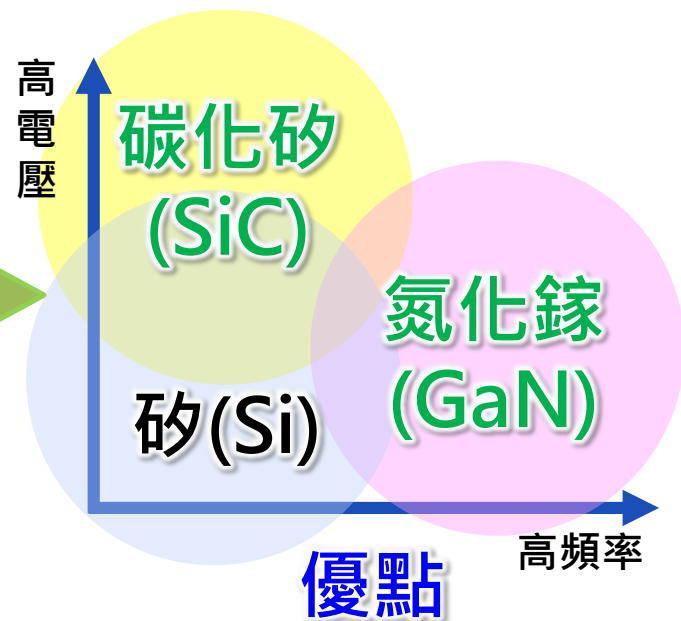 高電壓
碳化矽
(SiC)
氮化鎵
(GaN)
矽(Si)
高頻率
優點